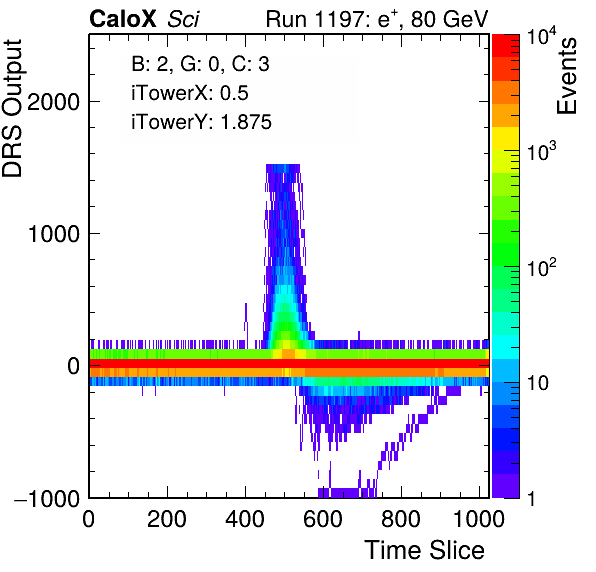 CaloX Sci Run 1197: e⁺, 80 GeV
B: 2, G: 0, C: 3
iTowerX: 0.5
iTowerY: 1.875
DRS Output
2000
1000
0
−1000
0 200 400 600 800 1000
Time Slice
Events
10⁴
10³
10²
10
1